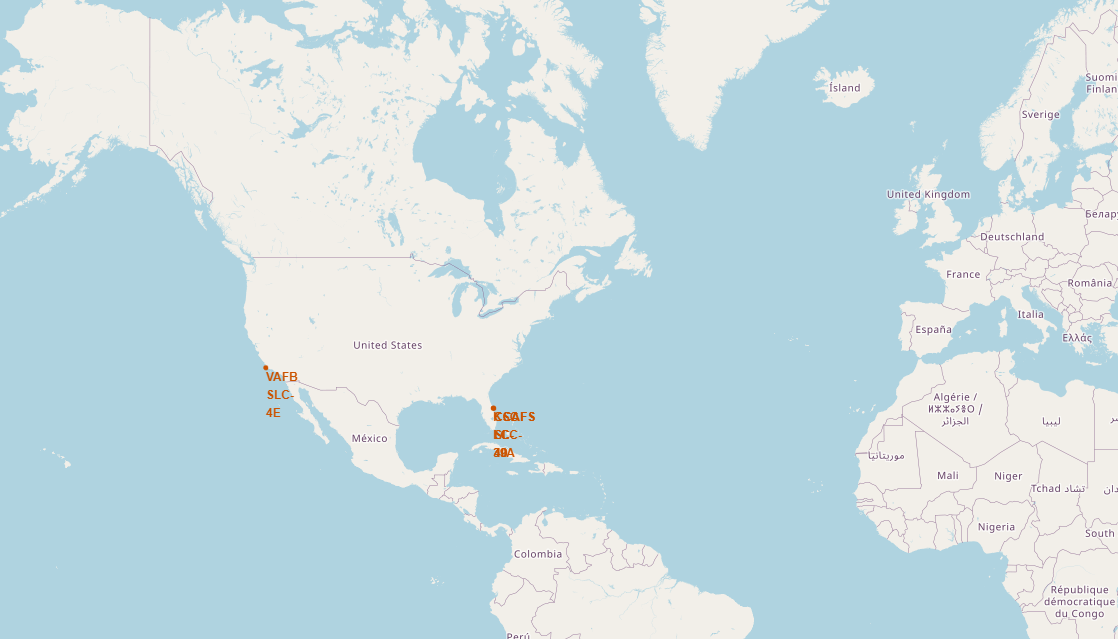 Ísland
Suomi
Finlan
Sverige
United Kingdom
Белару
Deutschland
France
România
Italia
España
Ελλάς
United States
VAFB
SLC-
4E
Algérie /
ⵍⵣⵣⴰⵢⴻⵔ /
الجزائر
ليبيا
México
موريتانيا
Mali
Niger
Tchad تشاد
Nigeria
South
Colombia
République
démocratique
du Congo
Perú